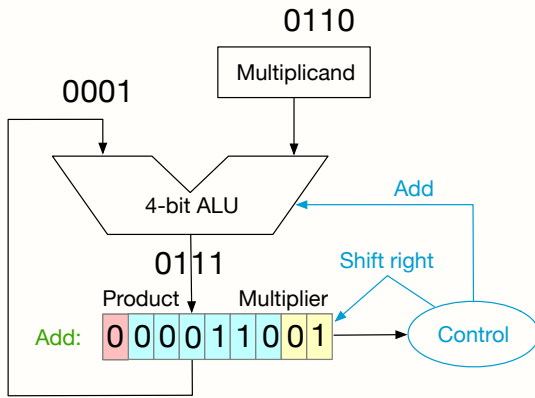 0110
Multiplicand
0001
4-bit ALU
Add
0111
Shift right
Product Multiplier
Add: 0 0 0 0 1 1 0 0 1
Control